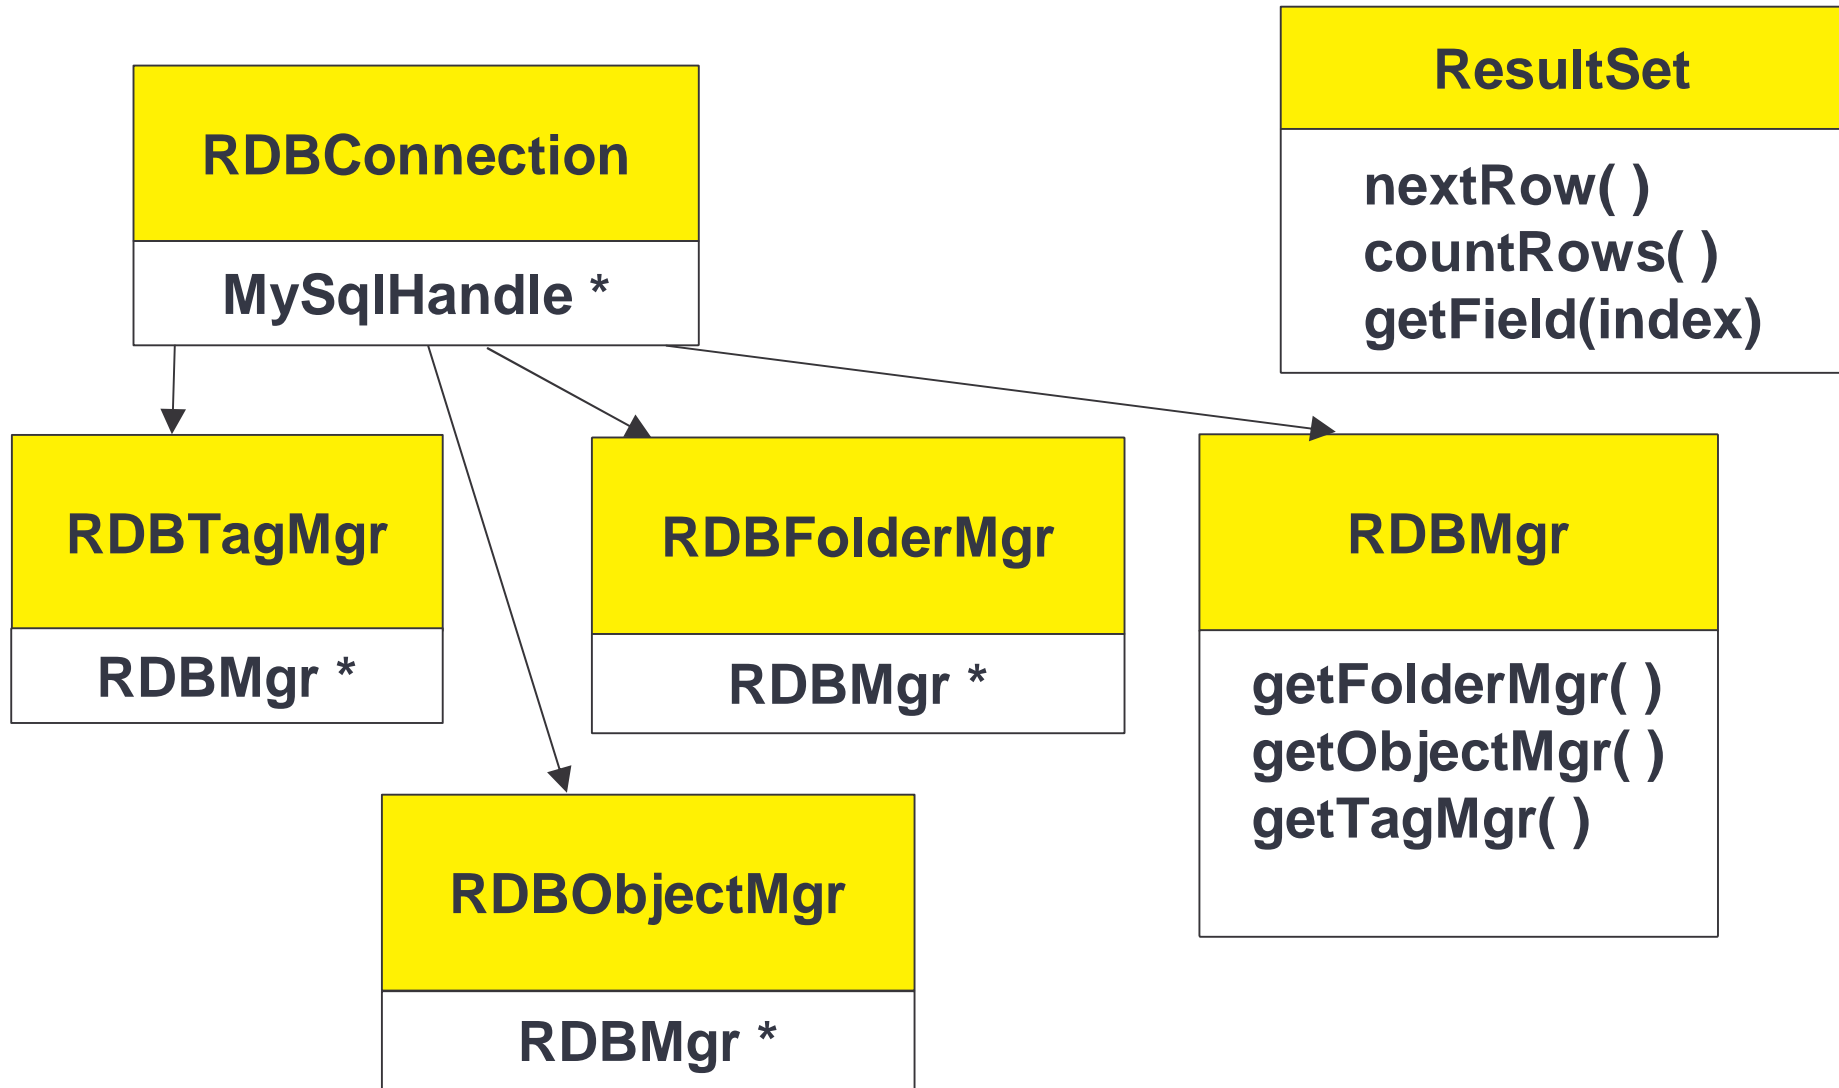 RDBConnection
MySqlHandle *
ResultSet
nextRow( )
countRows( )
getField(index)
RDBTagMgr
RDBMgr *
RDBFolderMgr
RDBMgr *
RDBMgr
getFolderMgr( )
getObjectMgr( )
getTagMgr( )
RDBObjectMgr
RDBMgr *